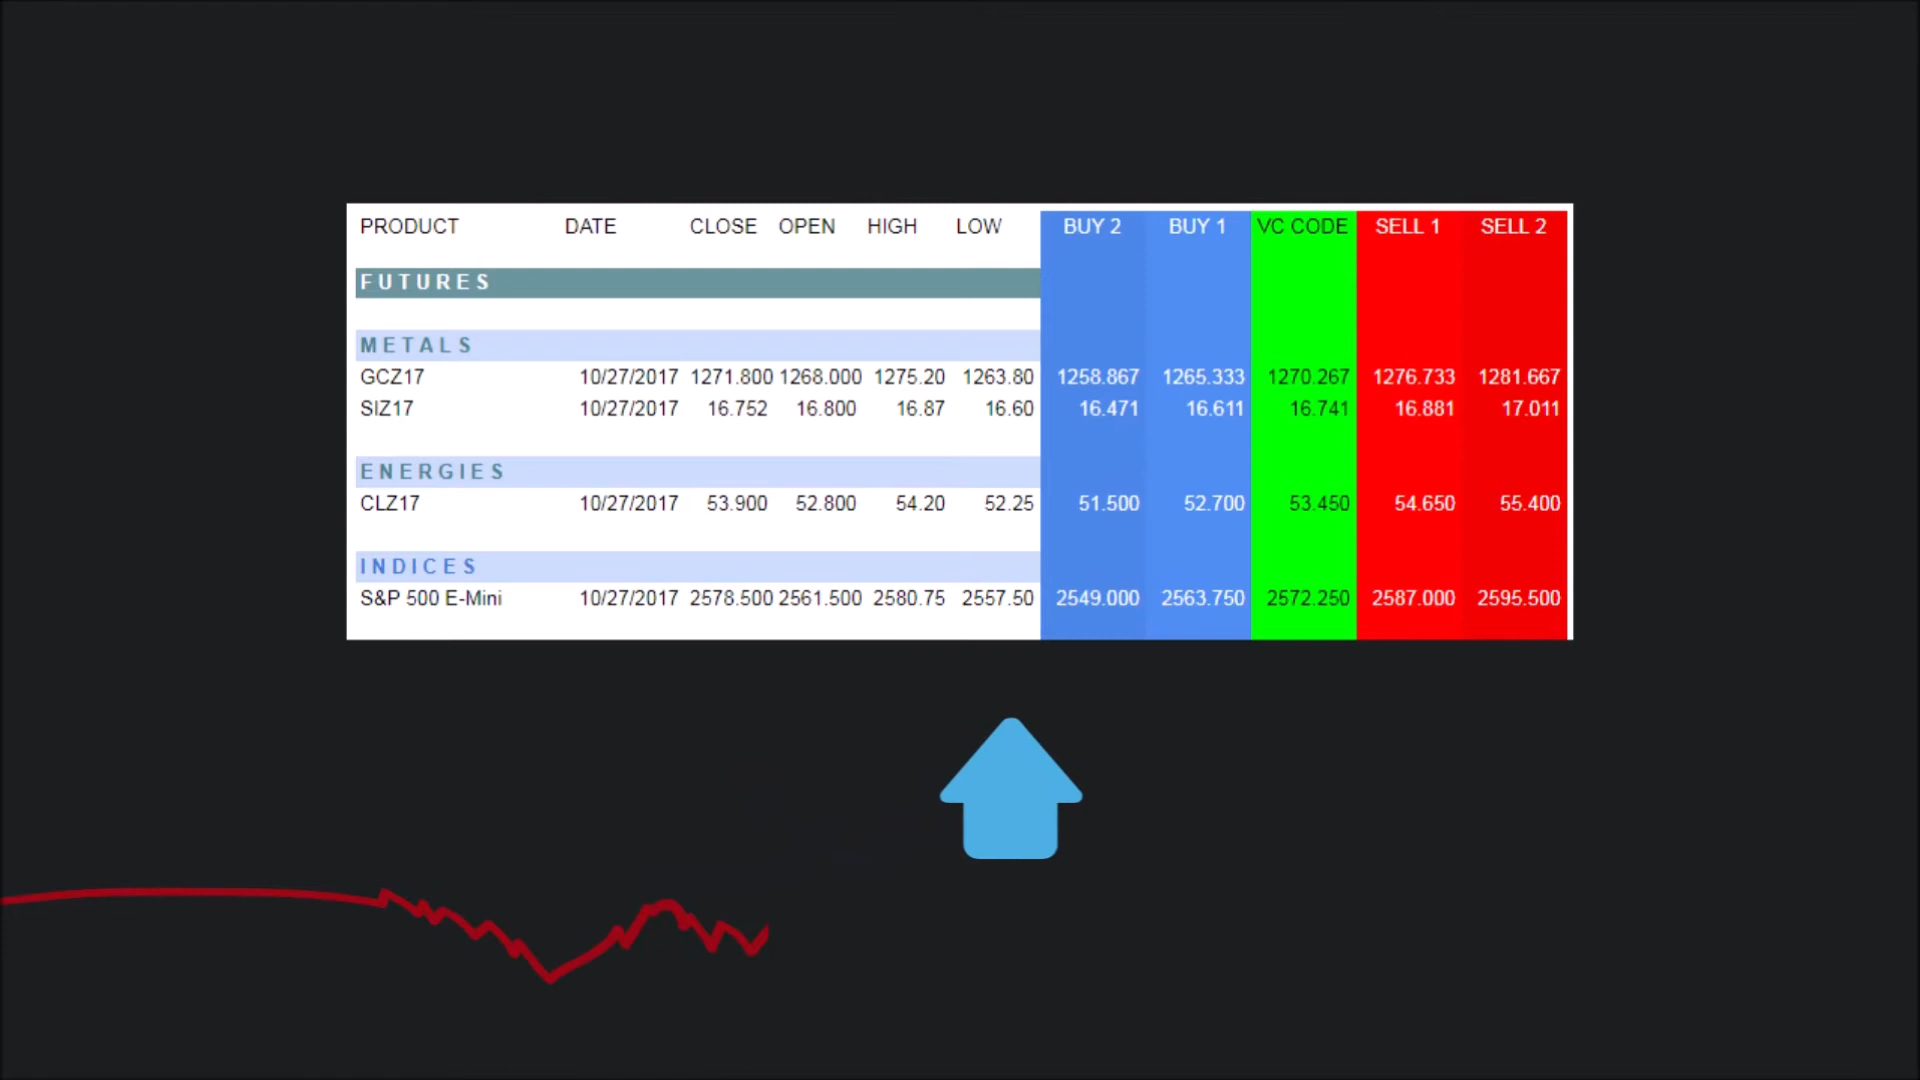 PRODUCT DATE CLOSE OPEN HIGH LOW BUY 2 BUY 1 VC CODE SELL 1 SELL 2
FUTURES
METALS
GCZ17 10/27/2017 1271.800 1268.000 1275.20 1263.80 1258.867 1265.333 1270.267 1276.733 1281.667
SIZ17 10/27/2017 16.752 16.800 16.87 16.60 16.471 16.611 16.741 16.881 17.011
ENERGIES
CLZ17 10/27/2017 53.900 52.800 54.20 52.25 51.500 52.700 53.450 54.650 55.400
INDICES
S&P 500 E-Mini 10/27/2017 2578.500 2561.500 2580.75 2557.50 2549.000 2563.750 2572.250 2587.000 2595.500